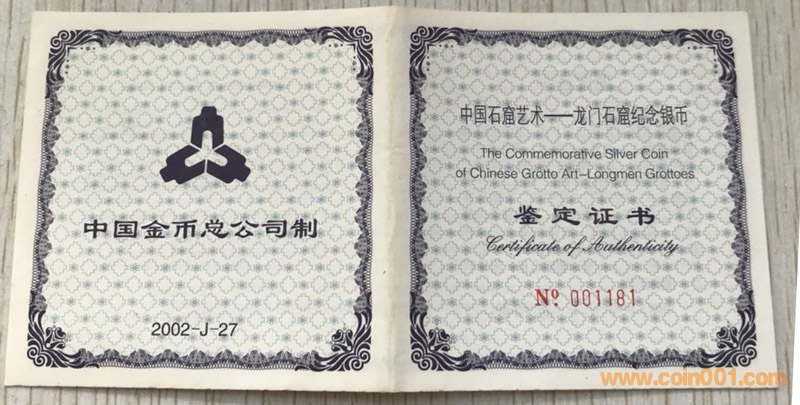 中国金币总公司制
2002-J-27
中国石窟艺术——龙门石窟纪念银币
The Commemorative Silver Coin
of Chinese Grotto Art-Longmen Grottoes
鉴定证书
Certificate of Authenticity
Nº 001181
www.coin001.com